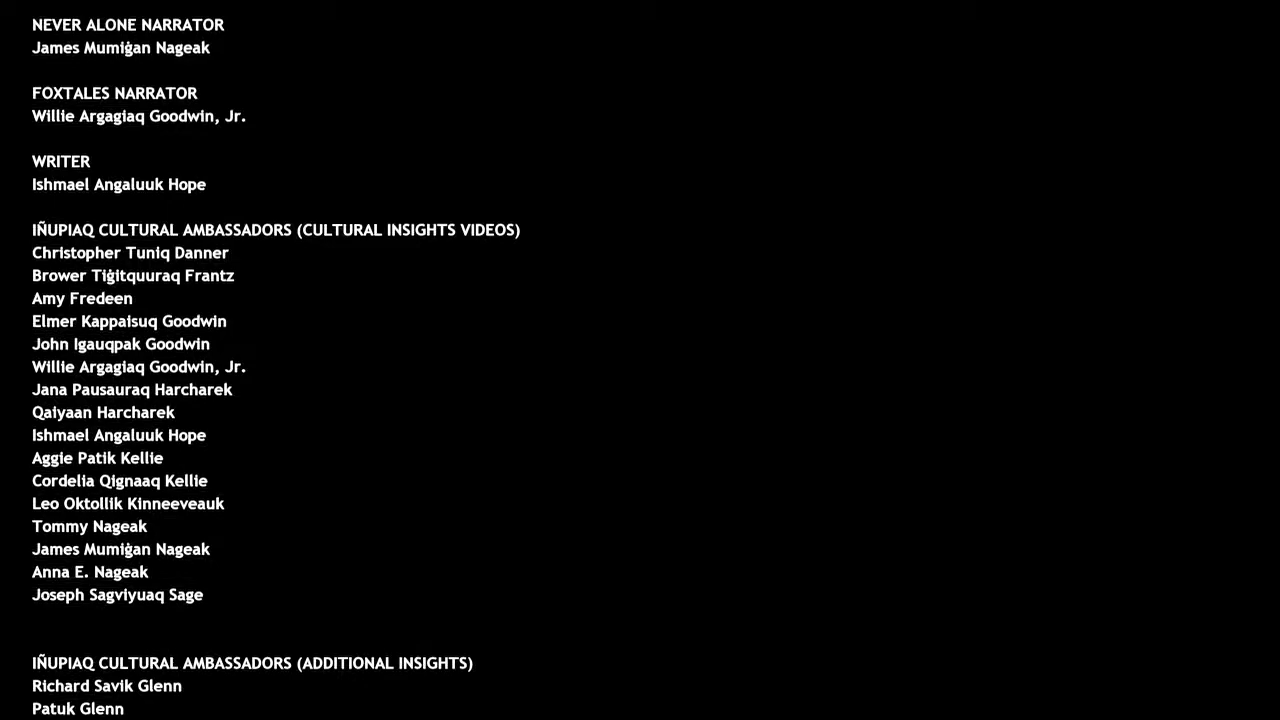 NEVER ALONE NARRATOR
James Mumiġan Nageak
FOXTALES NARRATOR
Willie Argagiaq Goodwin, Jr.
WRITER
Ishmael Angaluuk Hope
IÑUPIAQ CULTURAL AMBASSADORS (CULTURAL INSIGHTS VIDEOS)
Christopher Tuniq Danner
Brower Tiġitquuraq Frantz
Amy Fredeen
Elmer Kappaisuq Goodwin
John Igauqpak Goodwin
Willie Argagiaq Goodwin, Jr.
Jana Pausauraq Harcharek
Qaiyaan Harcharek
Ishmael Angaluuk Hope
Aggie Patik Kellie
Cordelia Qignaaq Kellie
Leo Oktollik Kinneeveauk
Tommy Nageak
James Mumiġan Nageak
Anna E. Nageak
Joseph Sagviyuaq Sage
IÑUPIAQ CULTURAL AMBASSADORS (ADDITIONAL INSIGHTS)
Richard Savik Glenn
Patuk Glenn